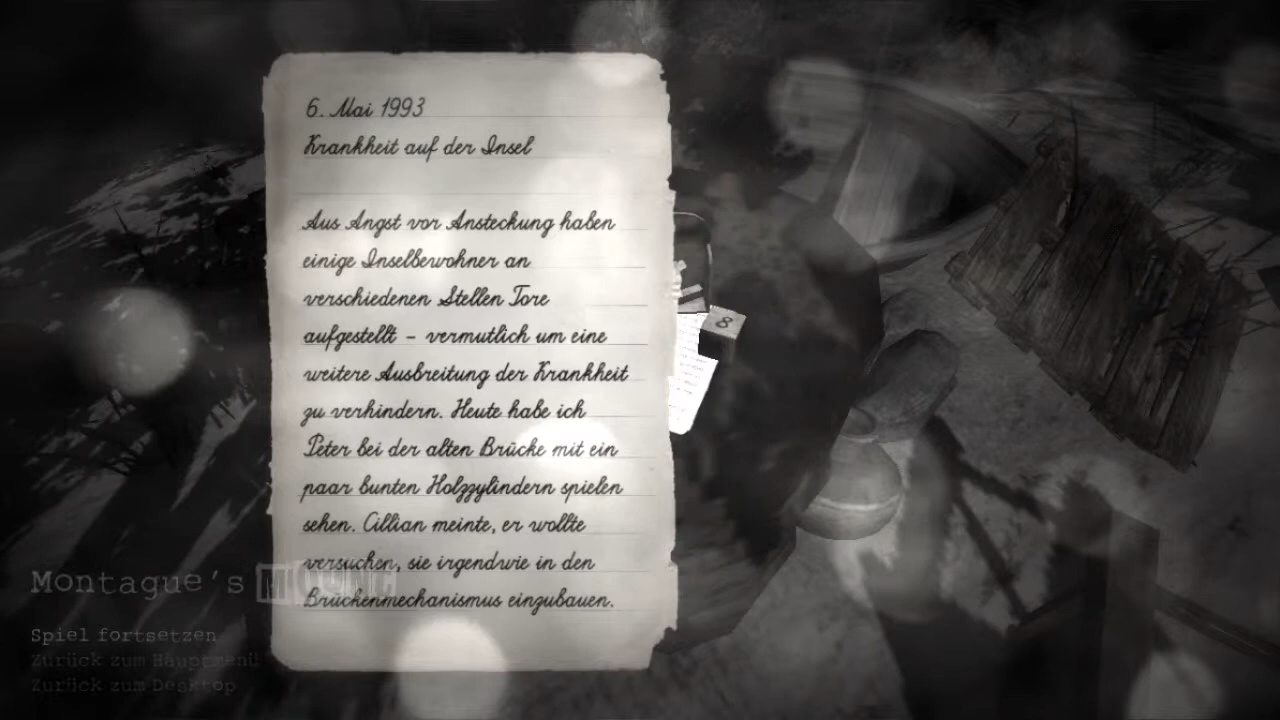 6. Mai 1993
Krankheit auf der Insel
Aus Angst vor Ansteckung haben
einige Inselbewohner an
verschiedenen Stellen Tore
aufgestellt – vermutlich um eine
weitere Ausbreitung der Krankheit
zu verhindern. Heute habe ich
Peter bei der alten Brücke mit ein
paar bunten Holzzylindern spielen
sehen. Cillian meinte, er wollte
versuchen, sie irgendwie in den
Brückenmechanismus einzubauen.
8
Montague's
Spiel fortsetzen
Zurück zum Hauptmenü
Zurück zum Desktop